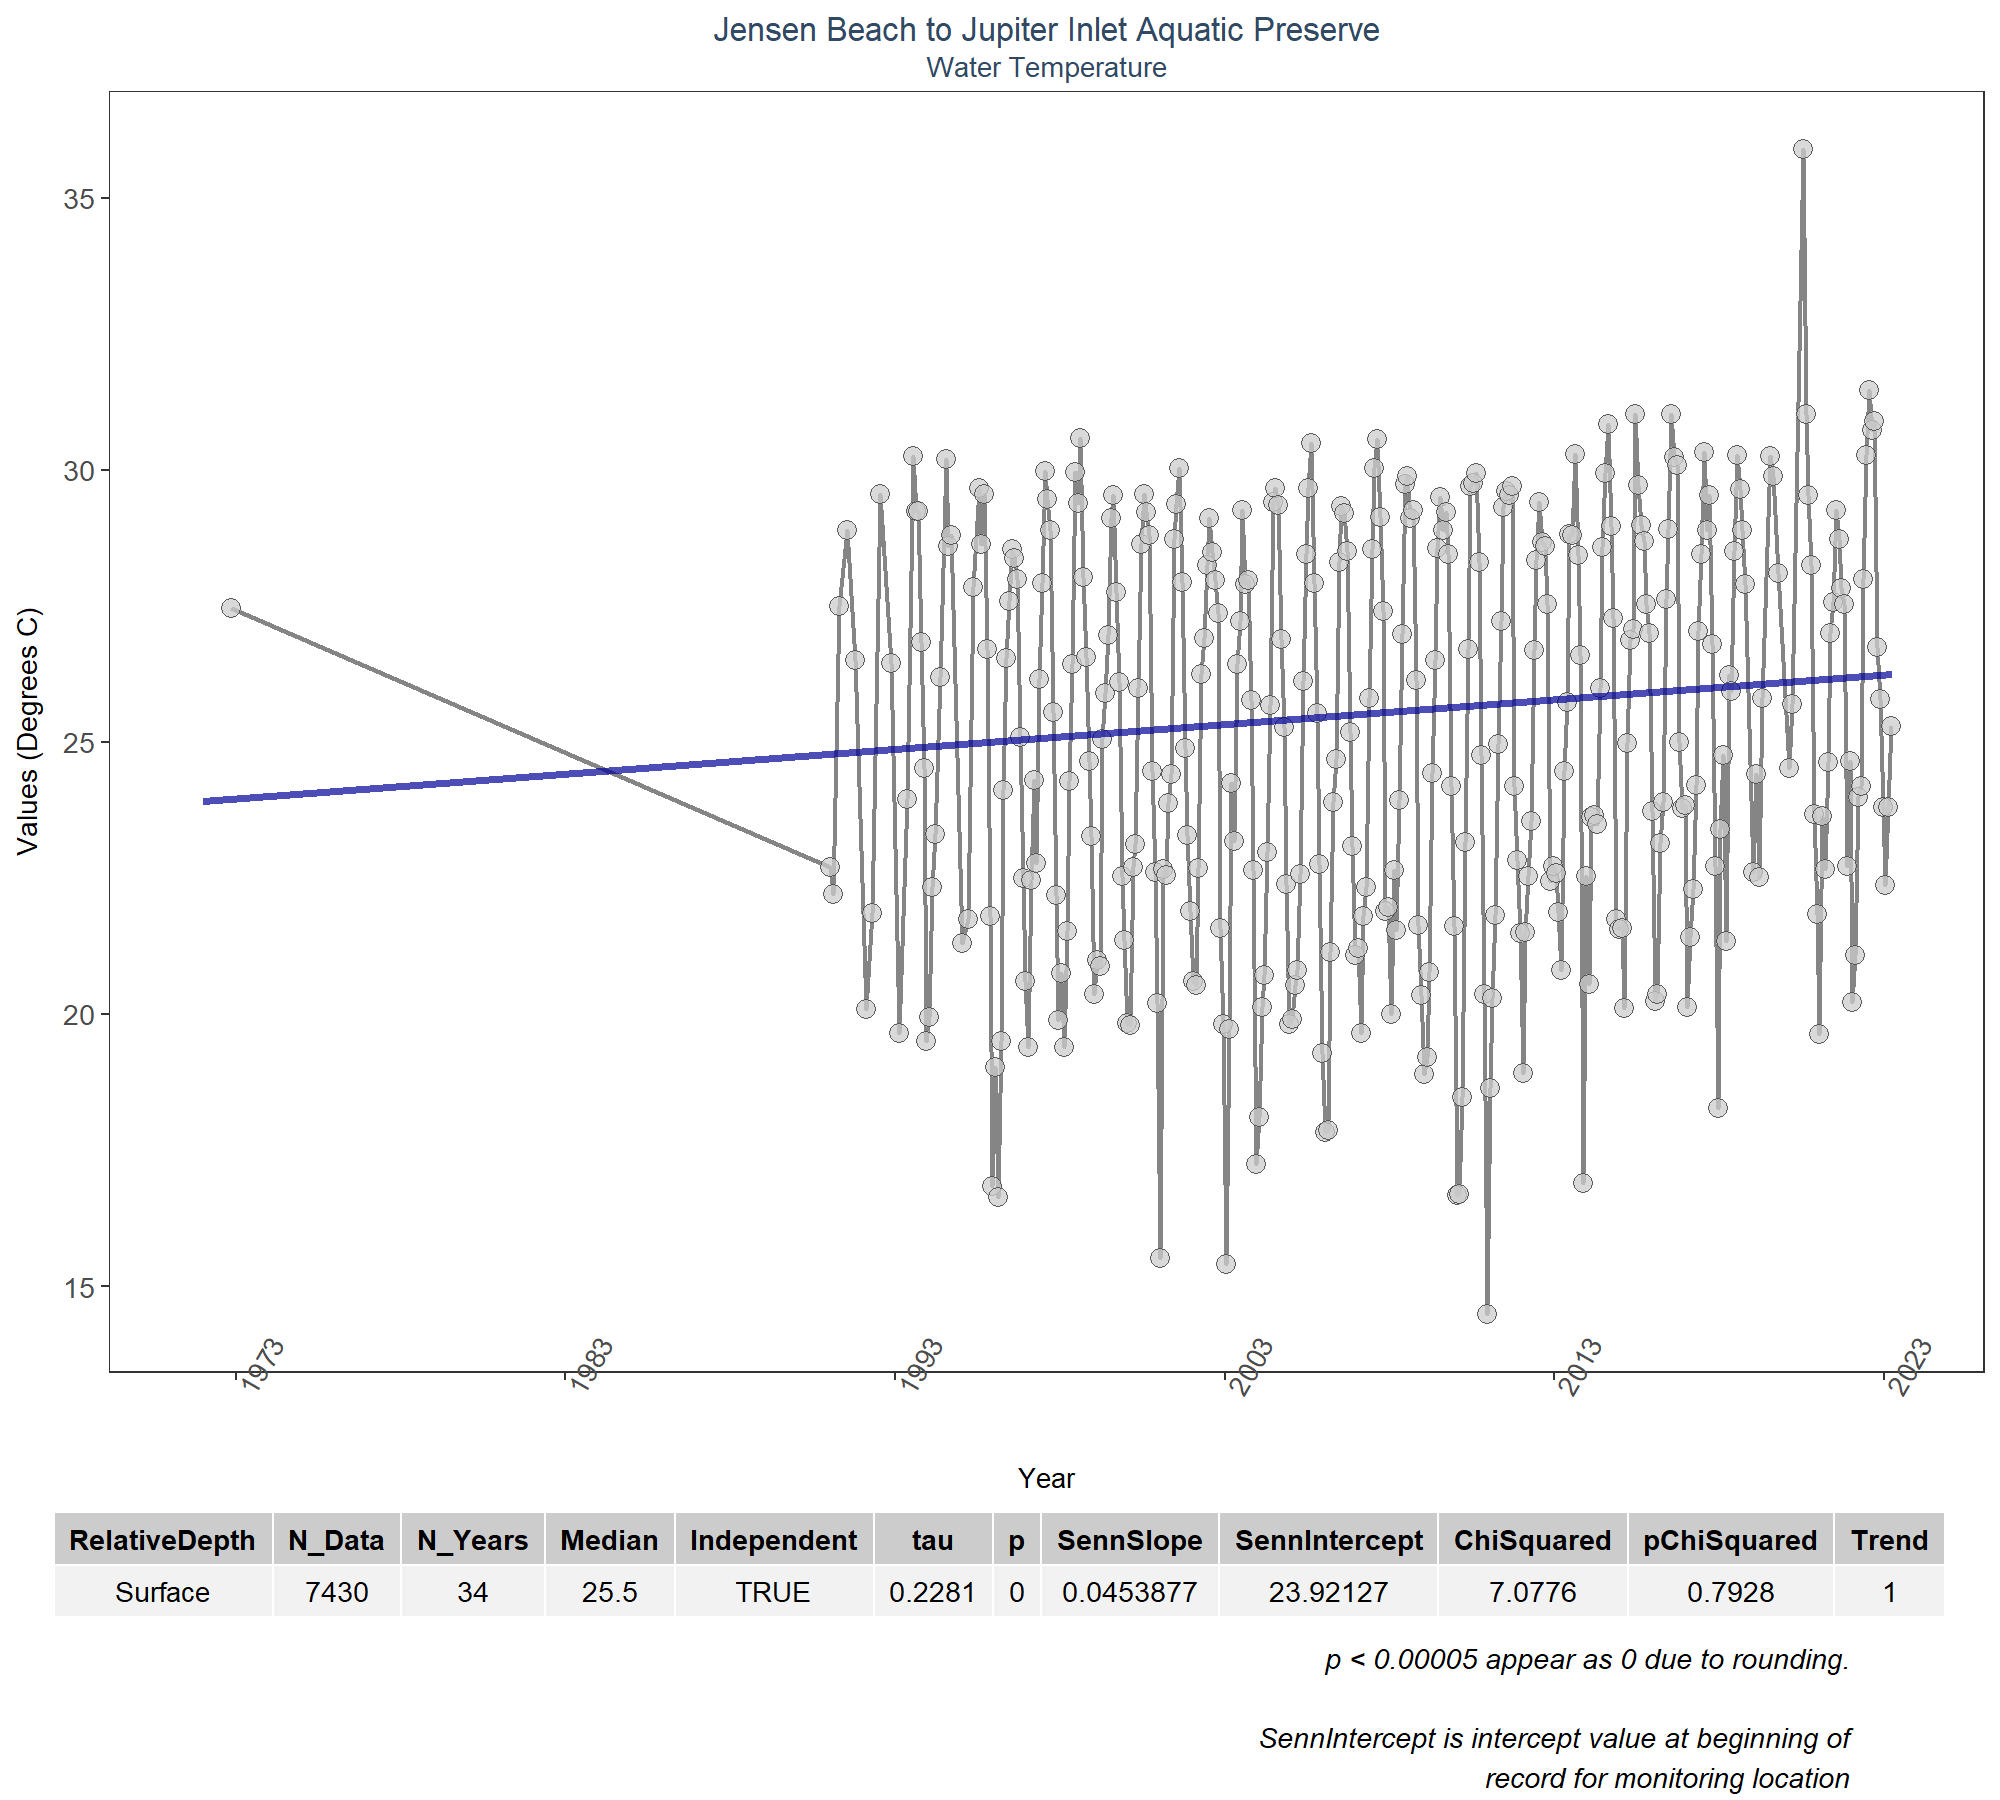 Jensen Beach to Jupiter Inlet Aquatic Preserve
Water Temperature
Values (Degrees C)
35
30
25
20
15
1973 1983 1993 2003 2013 2023
Year
RelativeDepth N_Data N_Years Median Independent tau p SennSlope SennIntercept ChiSquared pChiSquared Trend
Surface 7430 34 25.5 TRUE 0.2281 0 0.0453877 23.92127 7.0776 0.7928 1
p < 0.00005 appear as 0 due to rounding.
SennIntercept is intercept value at beginning of
record for monitoring location